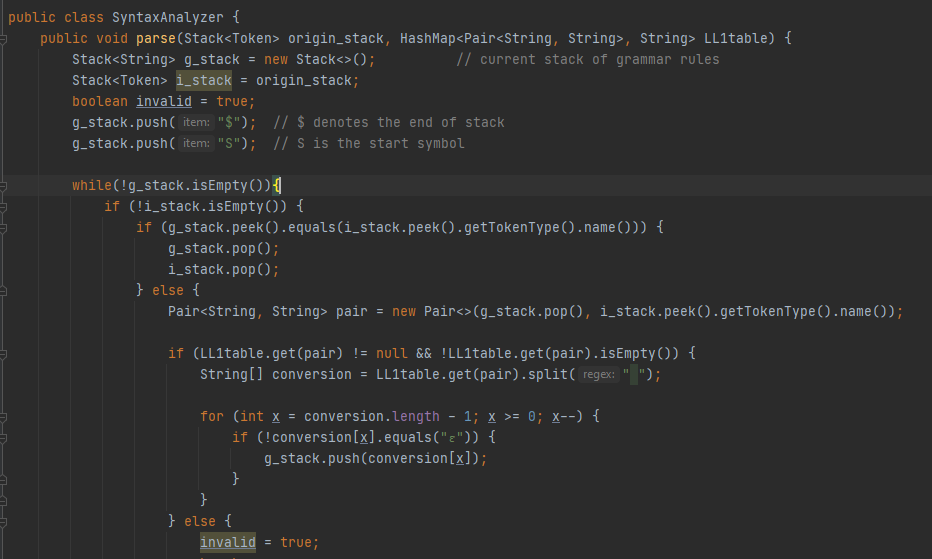 public class SyntaxAnalyzer {
    public void parse(Stack<Token> origin_stack, HashMap<Pair<String, String>, String> LL1table) {
        Stack<String> g_stack = new Stack<>();          // current stack of grammar rules
        Stack<Token> i_stack = origin_stack;
        boolean invalid = true;
        g_stack.push( item: "$");  // $ denotes the end of stack
        g_stack.push( item: "S");  // S is the start symbol

        while(!g_stack.isEmpty()){
            if (!i_stack.isEmpty()) {
                if (g_stack.peek().equals(i_stack.peek().getTokenType().name())) {
                    g_stack.pop();
                    i_stack.pop();
                } else {
                    Pair<String, String> pair = new Pair<>(g_stack.pop(), i_stack.peek().getTokenType().name());

                    if (LL1table.get(pair) != null && !LL1table.get(pair).isEmpty()) {
                        String[] conversion = LL1table.get(pair).split( regex: " ");

                        for (int x = conversion.length - 1; x >= 0; x--) {
                            if (!conversion[x].equals("ε")) {
                                g_stack.push(conversion[x]);
                            }
                        }
                    } else {
                        invalid = true;